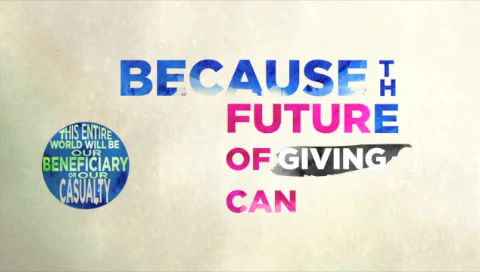 BECAUSE THE
FUTURE
OF GIVING
CAN
THIS ENTIRE
WORLD WILL BE
OUR
BENEFICIARY
OR OUR
CASUALTY